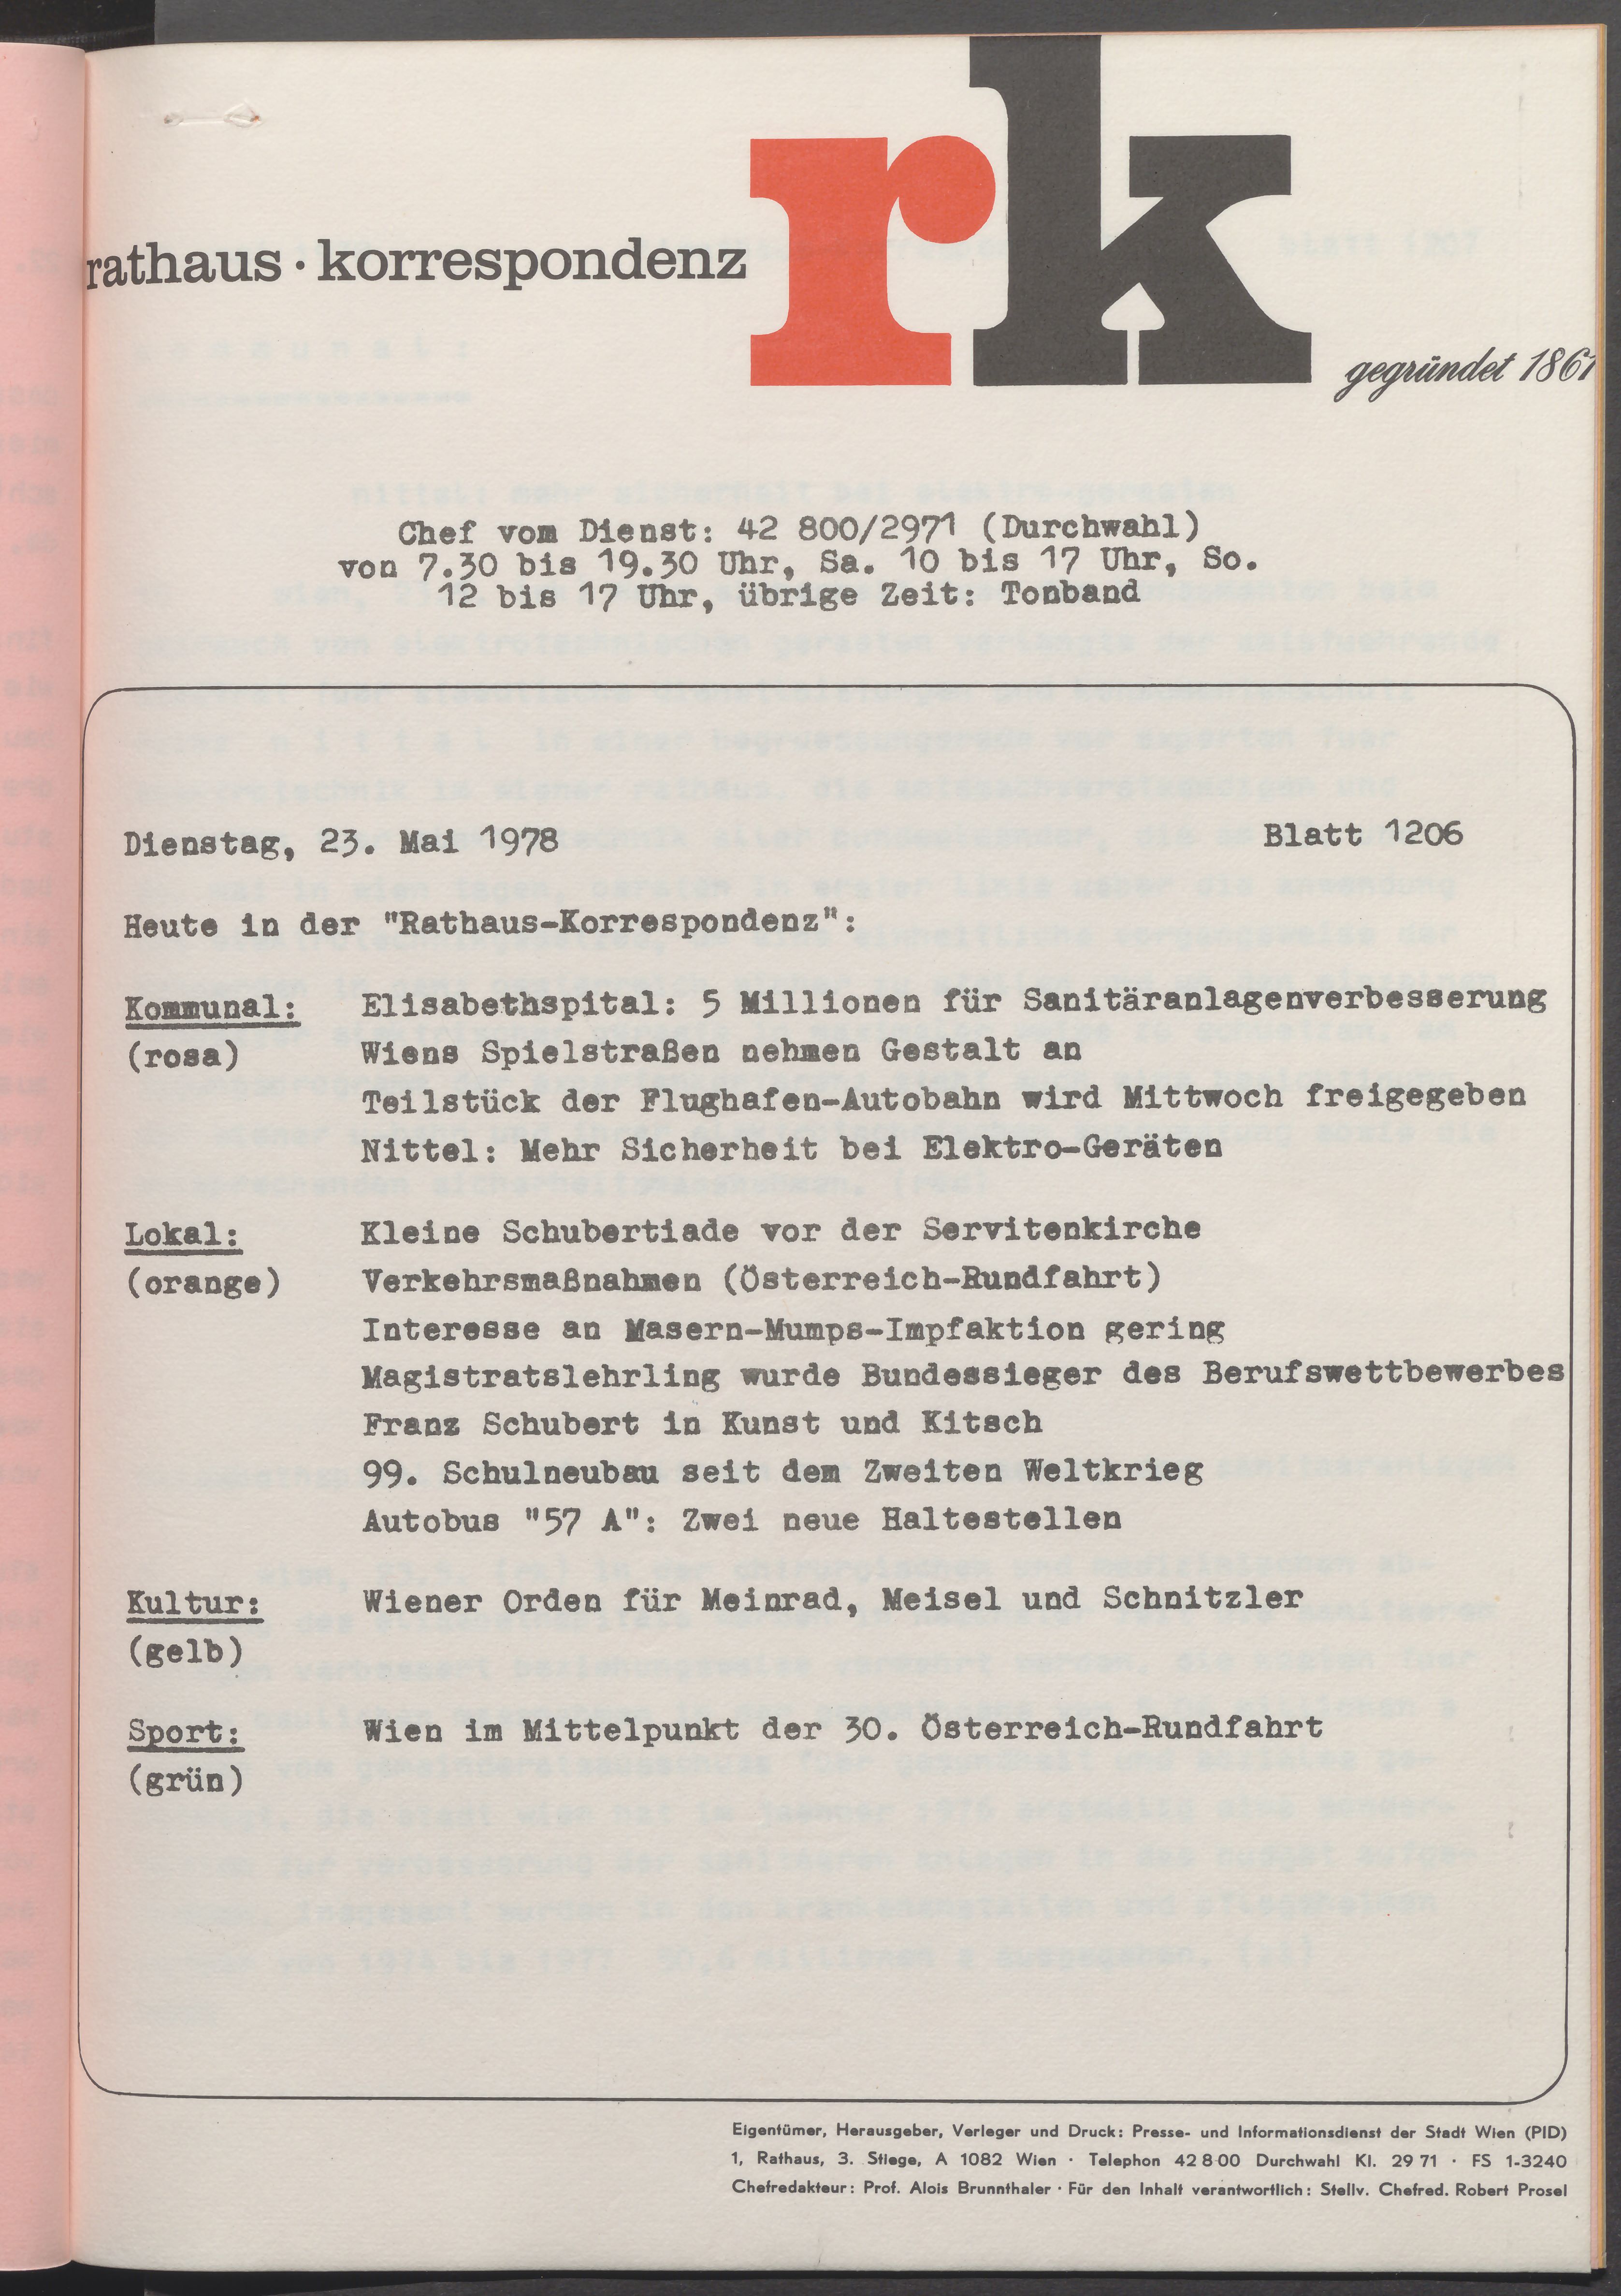 rathaus · korrespondenz
rk
gegründet 1861
Chef vom Dienst: 42 800/2971 (Durchwahl)
von 7.30 bis 19.30 Uhr, Sa. 10 bis 17 Uhr, So.
12 bis 17 Uhr, übrige Zeit: Tonband
Dienstag, 23. Mai 1978 Blatt 1206
Heute in der "Rathaus-Korrespondenz":
Kommunal: Elisabethspital: 5 Millionen für Sanitäranlagenverbesserung
(rosa) Wiens Spielstraßen nehmen Gestalt an
Teilstück der Flughafen-Autobahn wird Mittwoch freigegeben
Nittel: Mehr Sicherheit bei Elektro-Geräten
Lokal: Kleine Schubertiade vor der Servitenkirche
(orange) Verkehrsmaßnahmen (Österreich-Rundfahrt)
Interesse an Masern-Mumps-Impfaktion gering
Magistratslehrling wurde Bundessieger des Berufswettbewerbes
Franz Schubert in Kunst und Kitsch
99. Schulneubau seit dem Zweiten Weltkrieg
Autobus "57 A": Zwei neue Haltestellen
Kultur: Wiener Orden für Meinrad, Meisel und Schnitzler
(gelb)
Sport: Wien im Mittelpunkt der 30. Österreich-Rundfahrt
(grün)
Eigentümer, Herausgeber, Verleger und Druck: Presse- und Informationsdienst der Stadt Wien (PID)
1, Rathaus, 3. Stiege, A 1082 Wien · Telephon 42 8 00 Durchwahl Kl. 29 71 · FS 1-3240
Chefredakteur: Prof. Alois Brunnthaler · Für den Inhalt verantwortlich: Stellv. Chefred. Robert Prosel